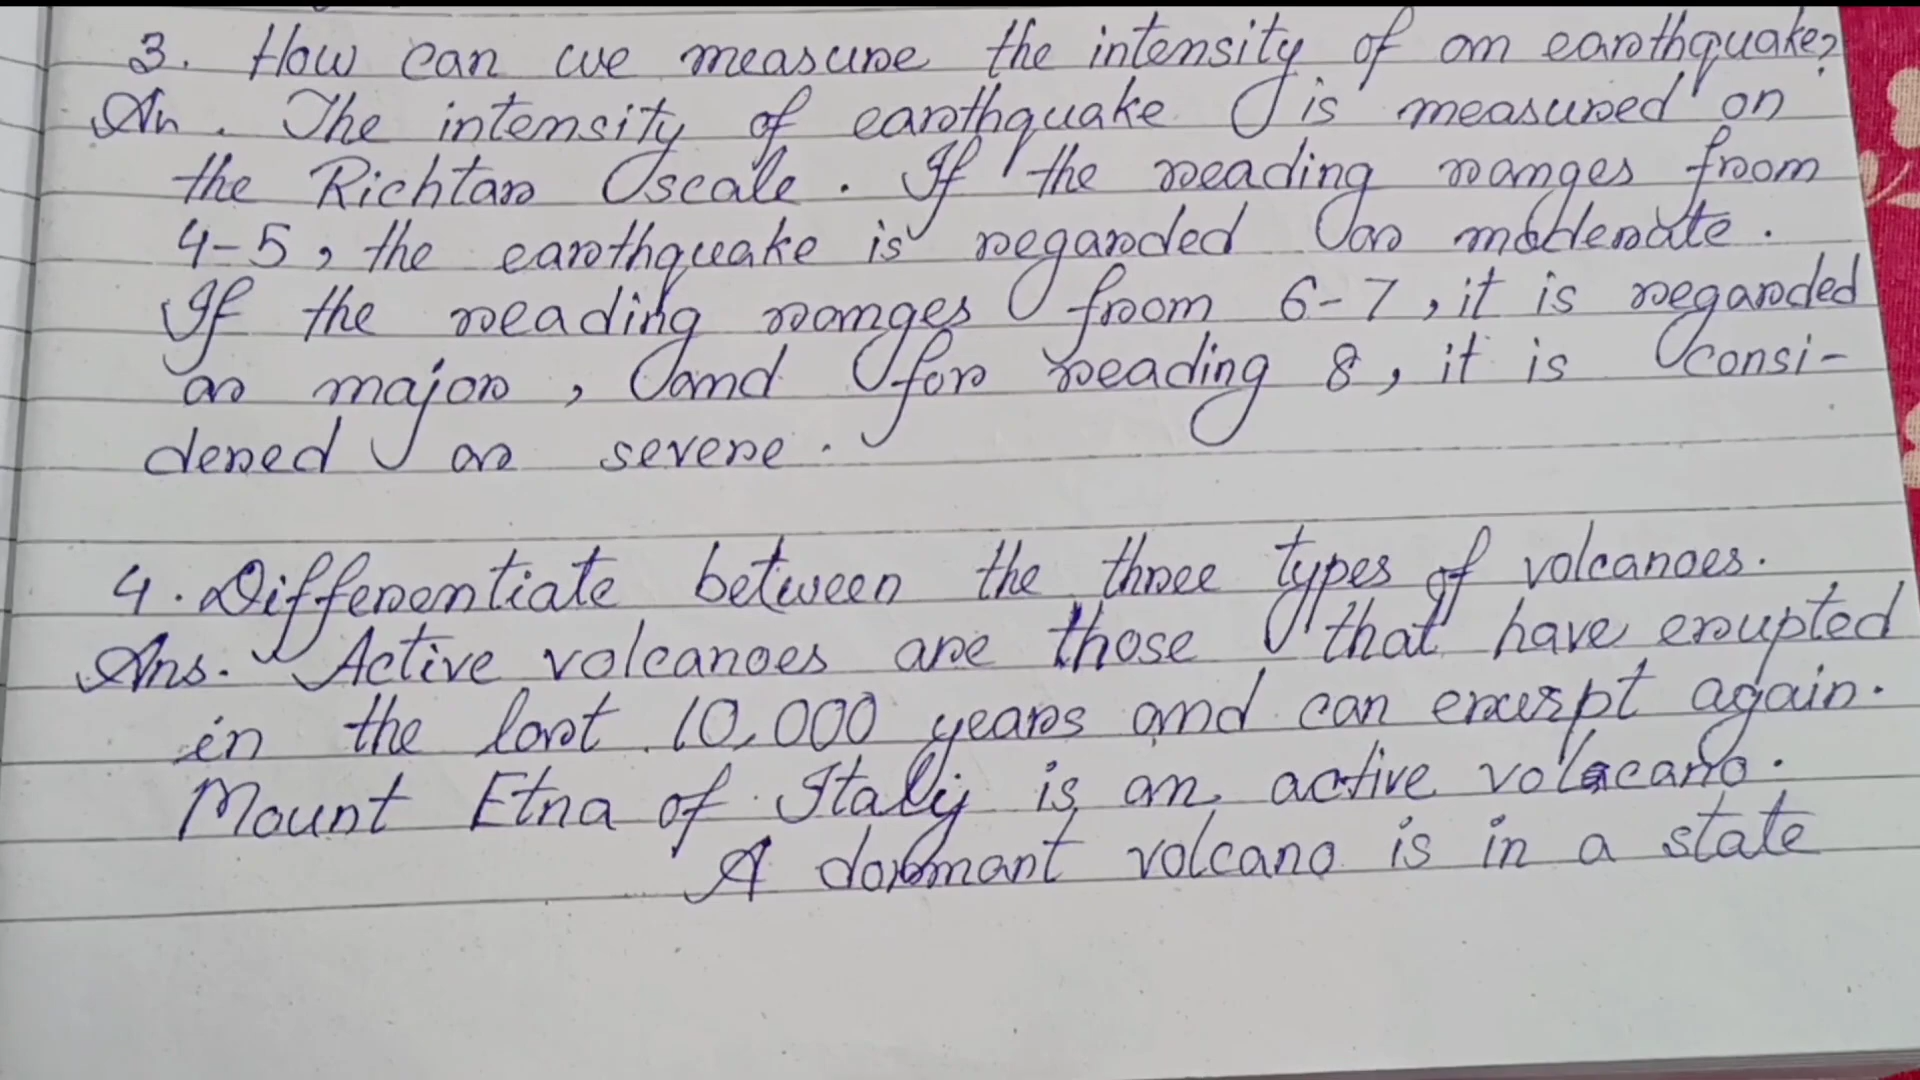 3. How can we measure the intensity of an earthquake?
An. The intensity of earthquake is measured on
the Richtar scale. If the reading ranges from
4-5, the earthquake is regarded as moderate.
If the reading ranges from 6-7, it is regarded
as major, and for reading 8, it is consi-
dered as severe.
4. Differentiate between the three types of volcanoes.
Ans. Active volcanoes are those that have erupted
in the last 10,000 years and can again.
Mount Etna of Italy is an active volcano.
A dormant volcano is in a state